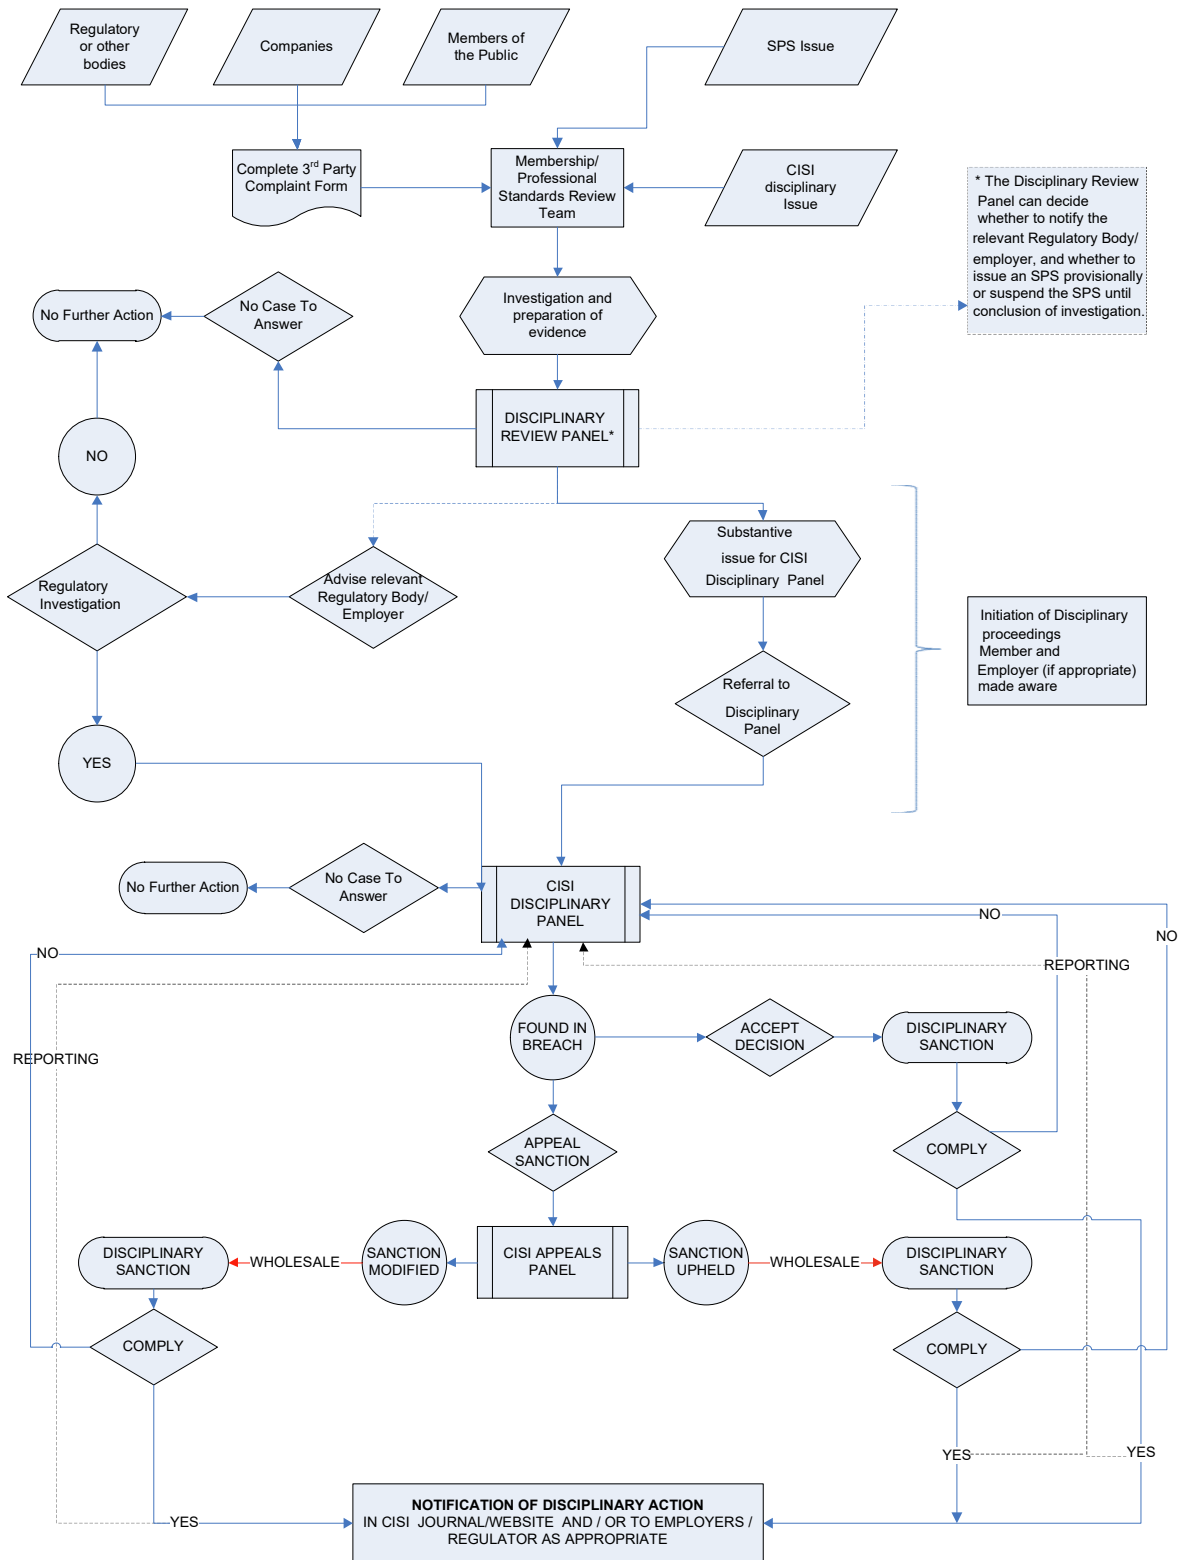 Regulatory
or other
bodies
Companies
Members of
the Public
SPS Issue
Complete 3rd Party
Complaint Form
Membership/
Professional
Standards Review
Team
CISI
disciplinary
Issue
* The Disciplinary Review
Panel can decide
whether to notify the
relevant Regulatory Body/
employer, and whether to
issue an SPS provisionally
or suspend the SPS until
conclusion of investigation.
No Further Action
No Case To
Answer
Investigation and
preparation of
evidence
DISCIPLINARY
REVIEW PANEL*
NO
Regulatory
Investigation
Advise relevant
Regulatory Body/
Employer
Substantive
issue for CISI
Disciplinary Panel
Initiation of Disciplinary
proceedings
Member and
Employer (if appropriate)
made aware
Referral to
Disciplinary
Panel
YES
No Further Action
No Case To
Answer
CISI
DISCIPLINARY
PANEL
NO
NO
NO
REPORTING
REPORTING
FOUND IN
BREACH
ACCEPT
DECISION
DISCIPLINARY
SANCTION
APPEAL
SANCTION
COMPLY
DISCIPLINARY
SANCTION
WHOLESALE
SANCTION
MODIFIED
CISI APPEALS
PANEL
SANCTION
UPHELD
WHOLESALE
DISCIPLINARY
SANCTION
COMPLY
COMPLY
YES
YES
YES
NOTIFICATION OF DISCIPLINARY ACTION
IN CISI JOURNAL/WEBSITE AND / OR TO EMPLOYERS /
REGULATOR AS APPROPRIATE